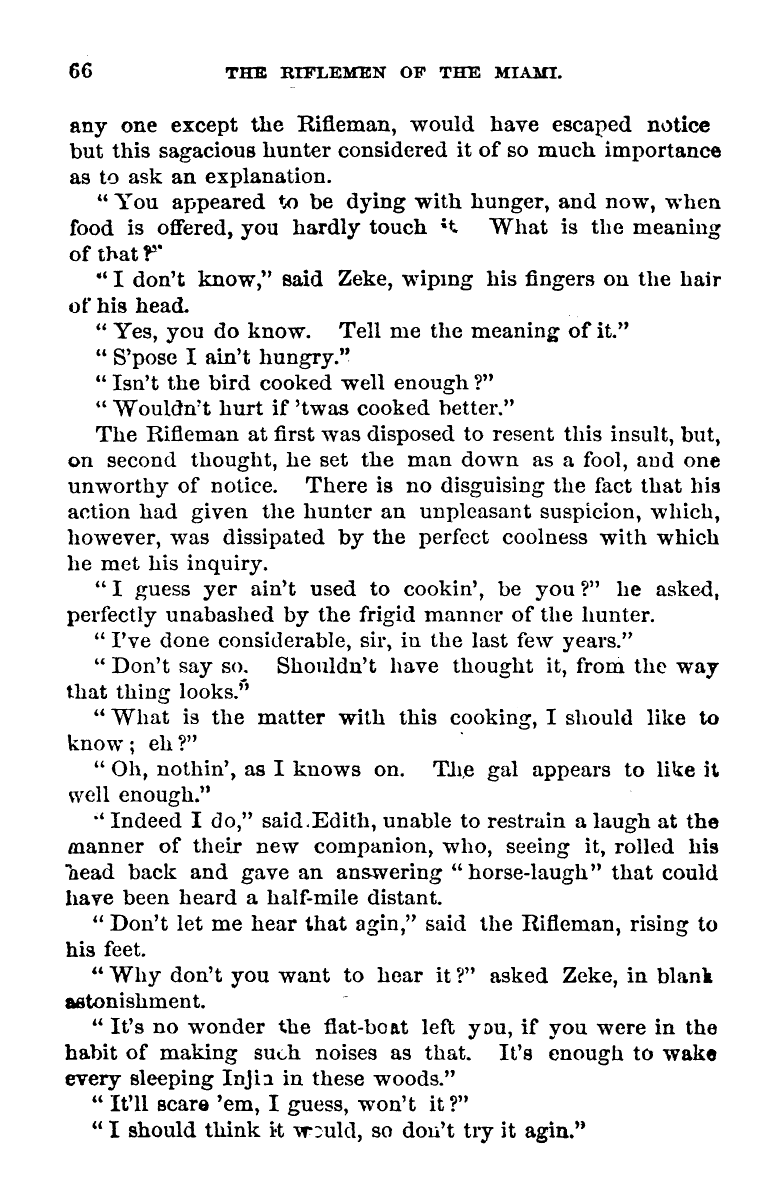 66 THE RIFLEMEN OF THE MIAMI.
any one except the Rifleman, would have escaped notice
but this sagacious hunter considered it of so much importance
as to ask an explanation.
“ You appeared to be dying with hunger, and now, when
food is offered, you hardly touch it What is the meaning
of that ?”
“ I don’t know,” said Zeke, wiping his fingers on the hair
of his head.
“ Yes, you do know. Tell me the meaning of it.”
“ S’pose I ain’t hungry.”
“ Isn’t the bird cooked well enough ?”
“ Wouldn’t hurt if ’twas cooked better.”
The Rifleman at first was disposed to resent this insult, but,
on second thought, he set the man down as a fool, and one
unworthy of notice. There is no disguising the fact that his
action had given the hunter an unpleasant suspicion, which,
however, was dissipated by the perfect coolness with which
he met his inquiry.
“ I guess yer ain’t used to cookin’, be you ?” he asked,
perfectly unabashed by the frigid manner of the hunter.
“ I’ve done considerable, sir, in the last few years.”
“ Don’t say so. Shouldn’t have thought it, from the way
that thing looks.”
“ What is the matter with this cooking, I should like to
know ; eh ?”
“ Oh, nothin’, as I knows on. The gal appears to like it
well enough.”
“ Indeed I do,” said Edith, unable to restrain a laugh at the
manner of their new companion, who, seeing it, rolled his
head back and gave an answering “ horse-laugh” that could
have been heard a half-mile distant.
“ Don’t let me hear that agin,” said the Rifleman, rising to
his feet.
“ Why don’t you want to hear it ?” asked Zeke, in blank
astonishment.
“ It’s no wonder the flat-boat left you, if you were in the
habit of making such noises as that. It’s enough to wake
every sleeping Injin in these woods.”
“ It’ll scare ’em, I guess, won’t it ?”
“ I should think it would, so don’t try it agin.”